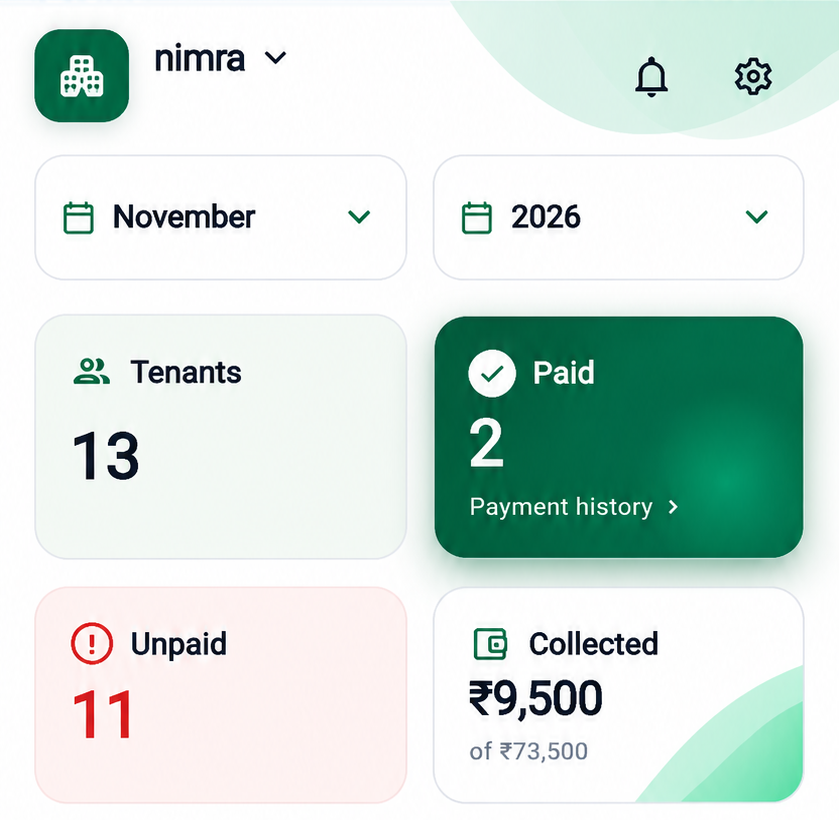 nimra
November
2026
Tenants
13
Paid
2
Payment history
Unpaid
11
Collected
₹9,500
of ₹73,500